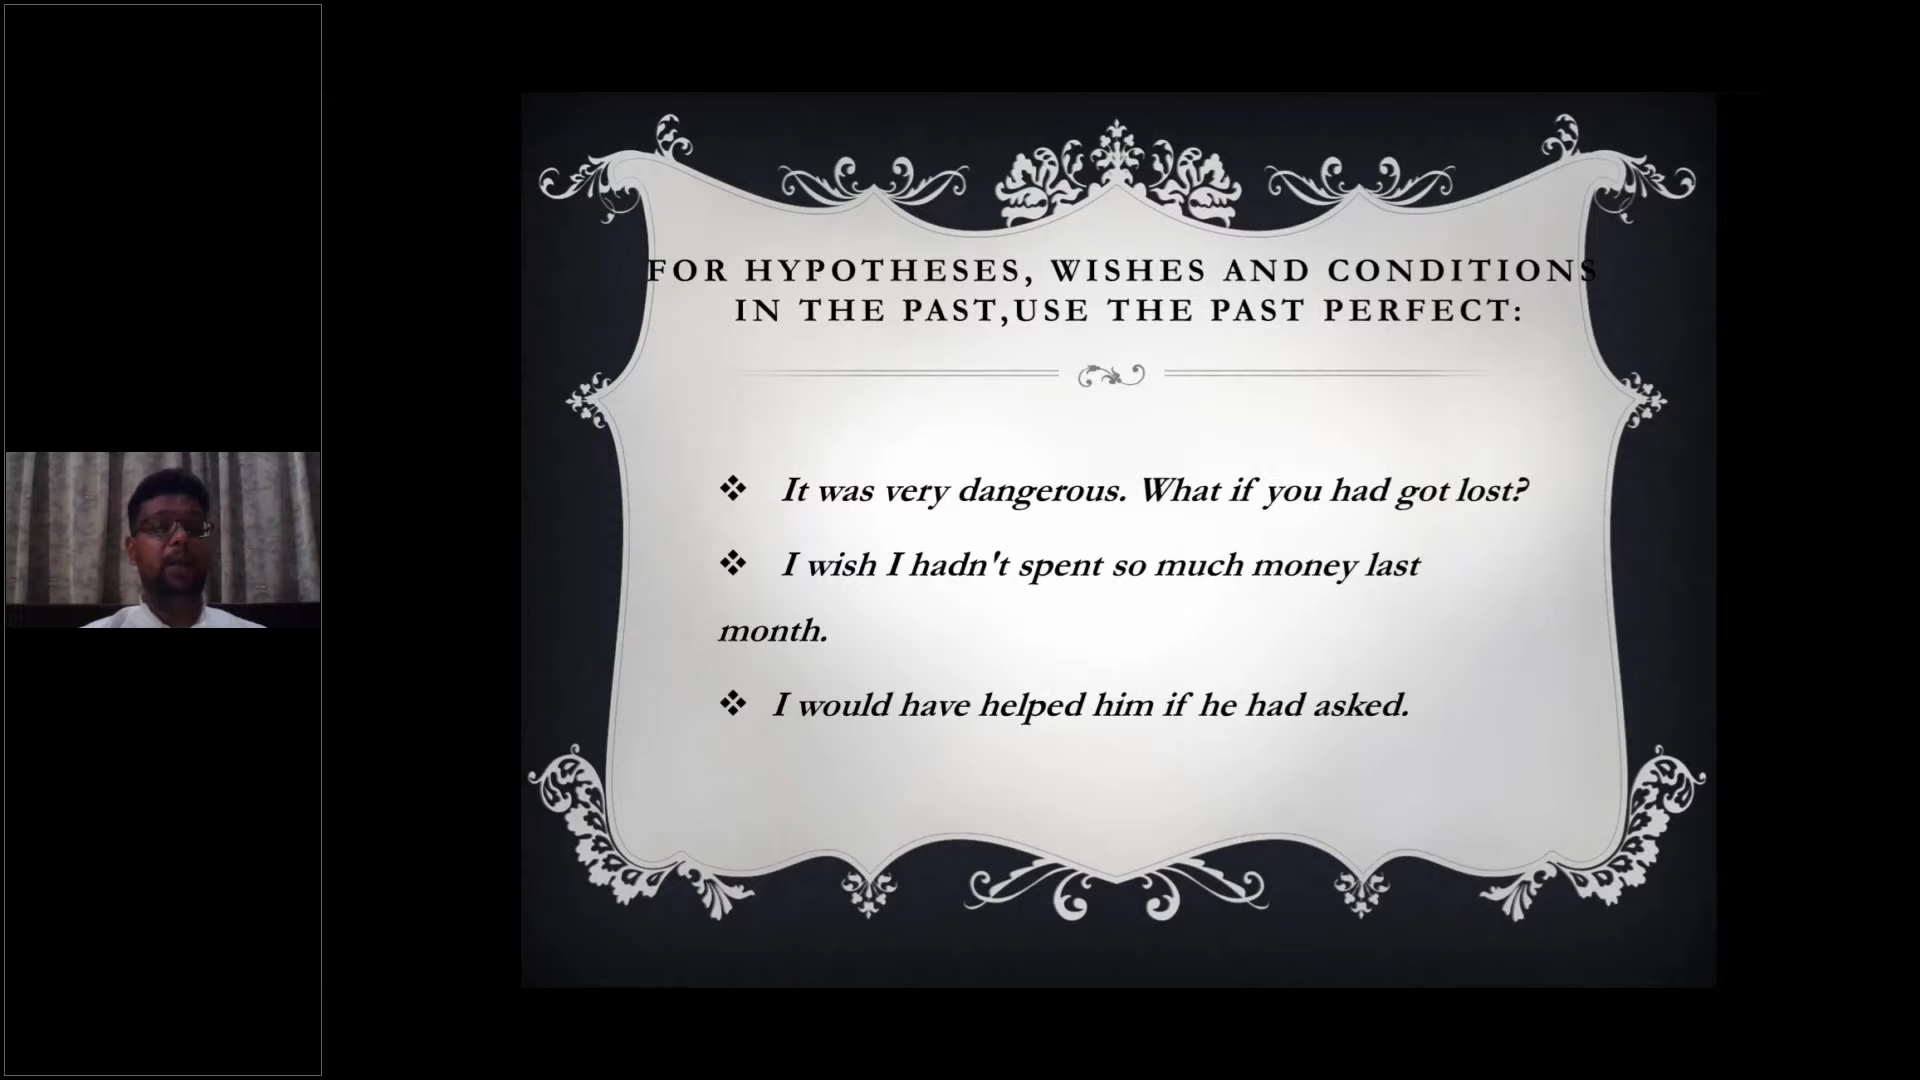 FOR HYPOTHESES, WISHES AND CONDITIONS
IN THE PAST,USE THE PAST PERFECT:
❖ It was very dangerous. What if you had got lost?
❖ I wish I hadn't spent so much money last
month.
❖ I would have helped him if he had asked.